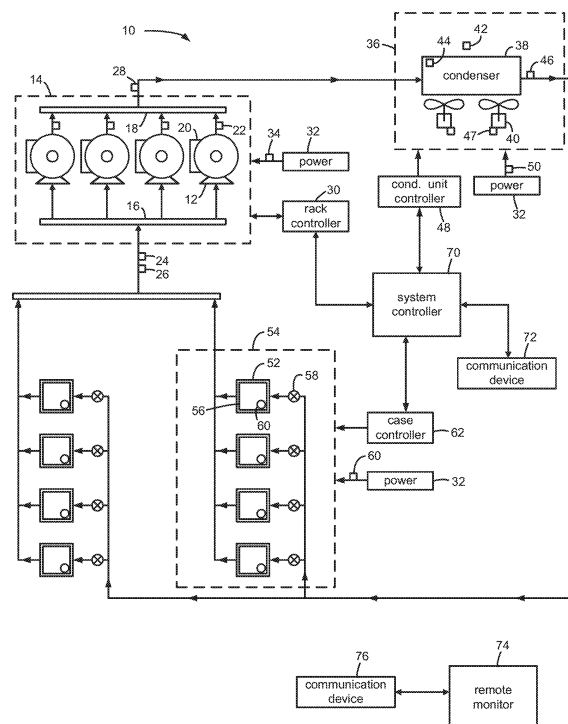 10
36
42
44
38
condenser
46
28
14
18
20
22
34
32
power
47
40
50
12
30
rack
controller
cond. unit
controller
48
power
32
16
24
26
70
system
controller
54
72
communication
device
52
58
56
60
case
controller
62
60
power
32
76
communication
device
74
remote
monitor